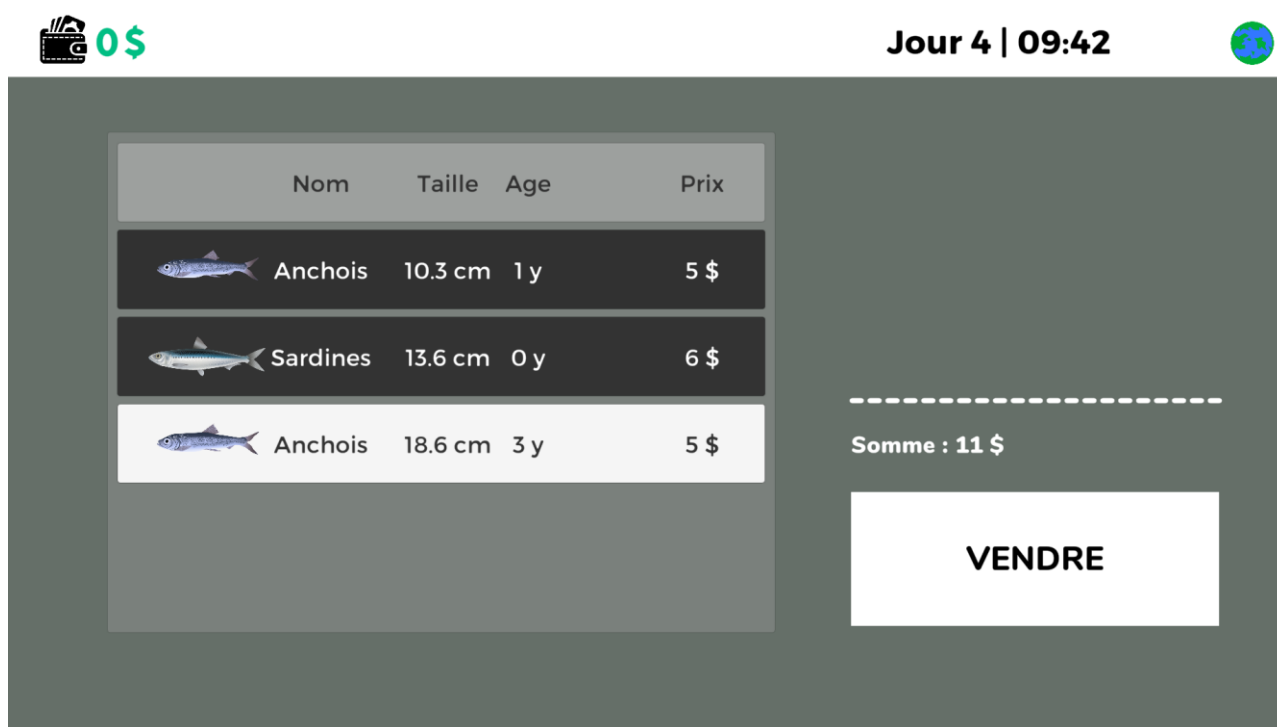 0 $
Jour 4 | 09:42
Nom Taille Age Prix
Anchois 10.3 cm 1 y 5 $
Sardines 13.6 cm 0 y 6 $
Anchois 18.6 cm 3 y 5 $
Somme : 11 $
VENDRE